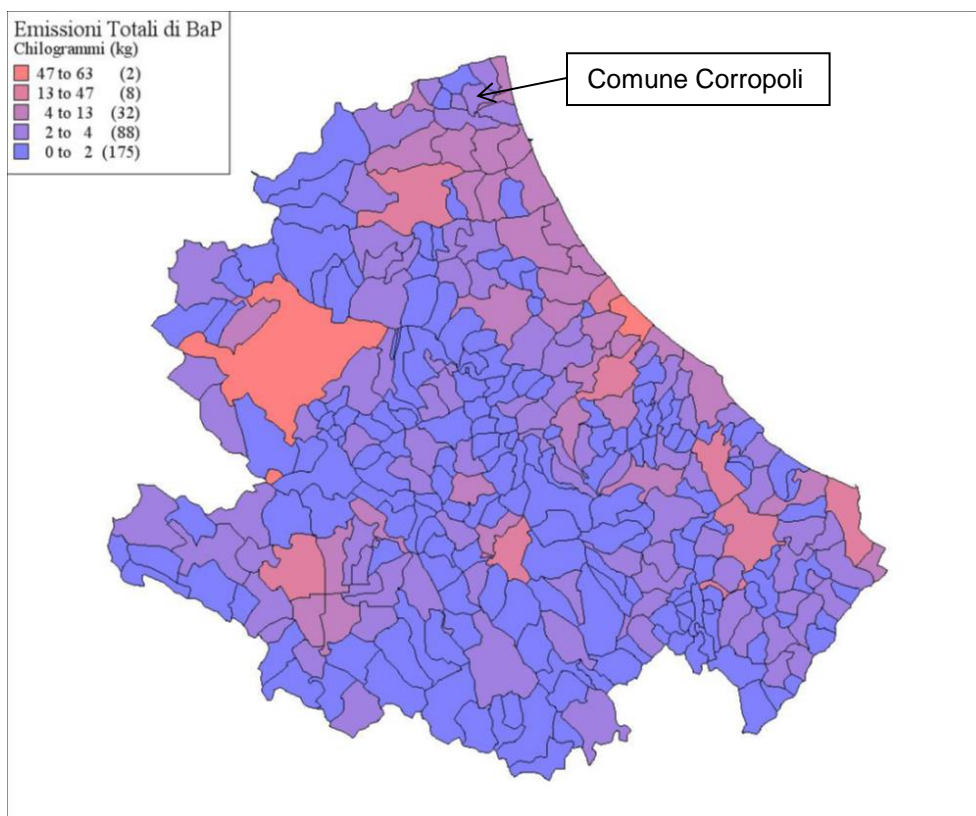 Emissioni Totali di BaP
Chilogrammi (kg)
47 to 63 (2)
13 to 47 (8)
4 to 13 (32)
2 to 4 (88)
0 to 2 (175)
Comune Corropoli